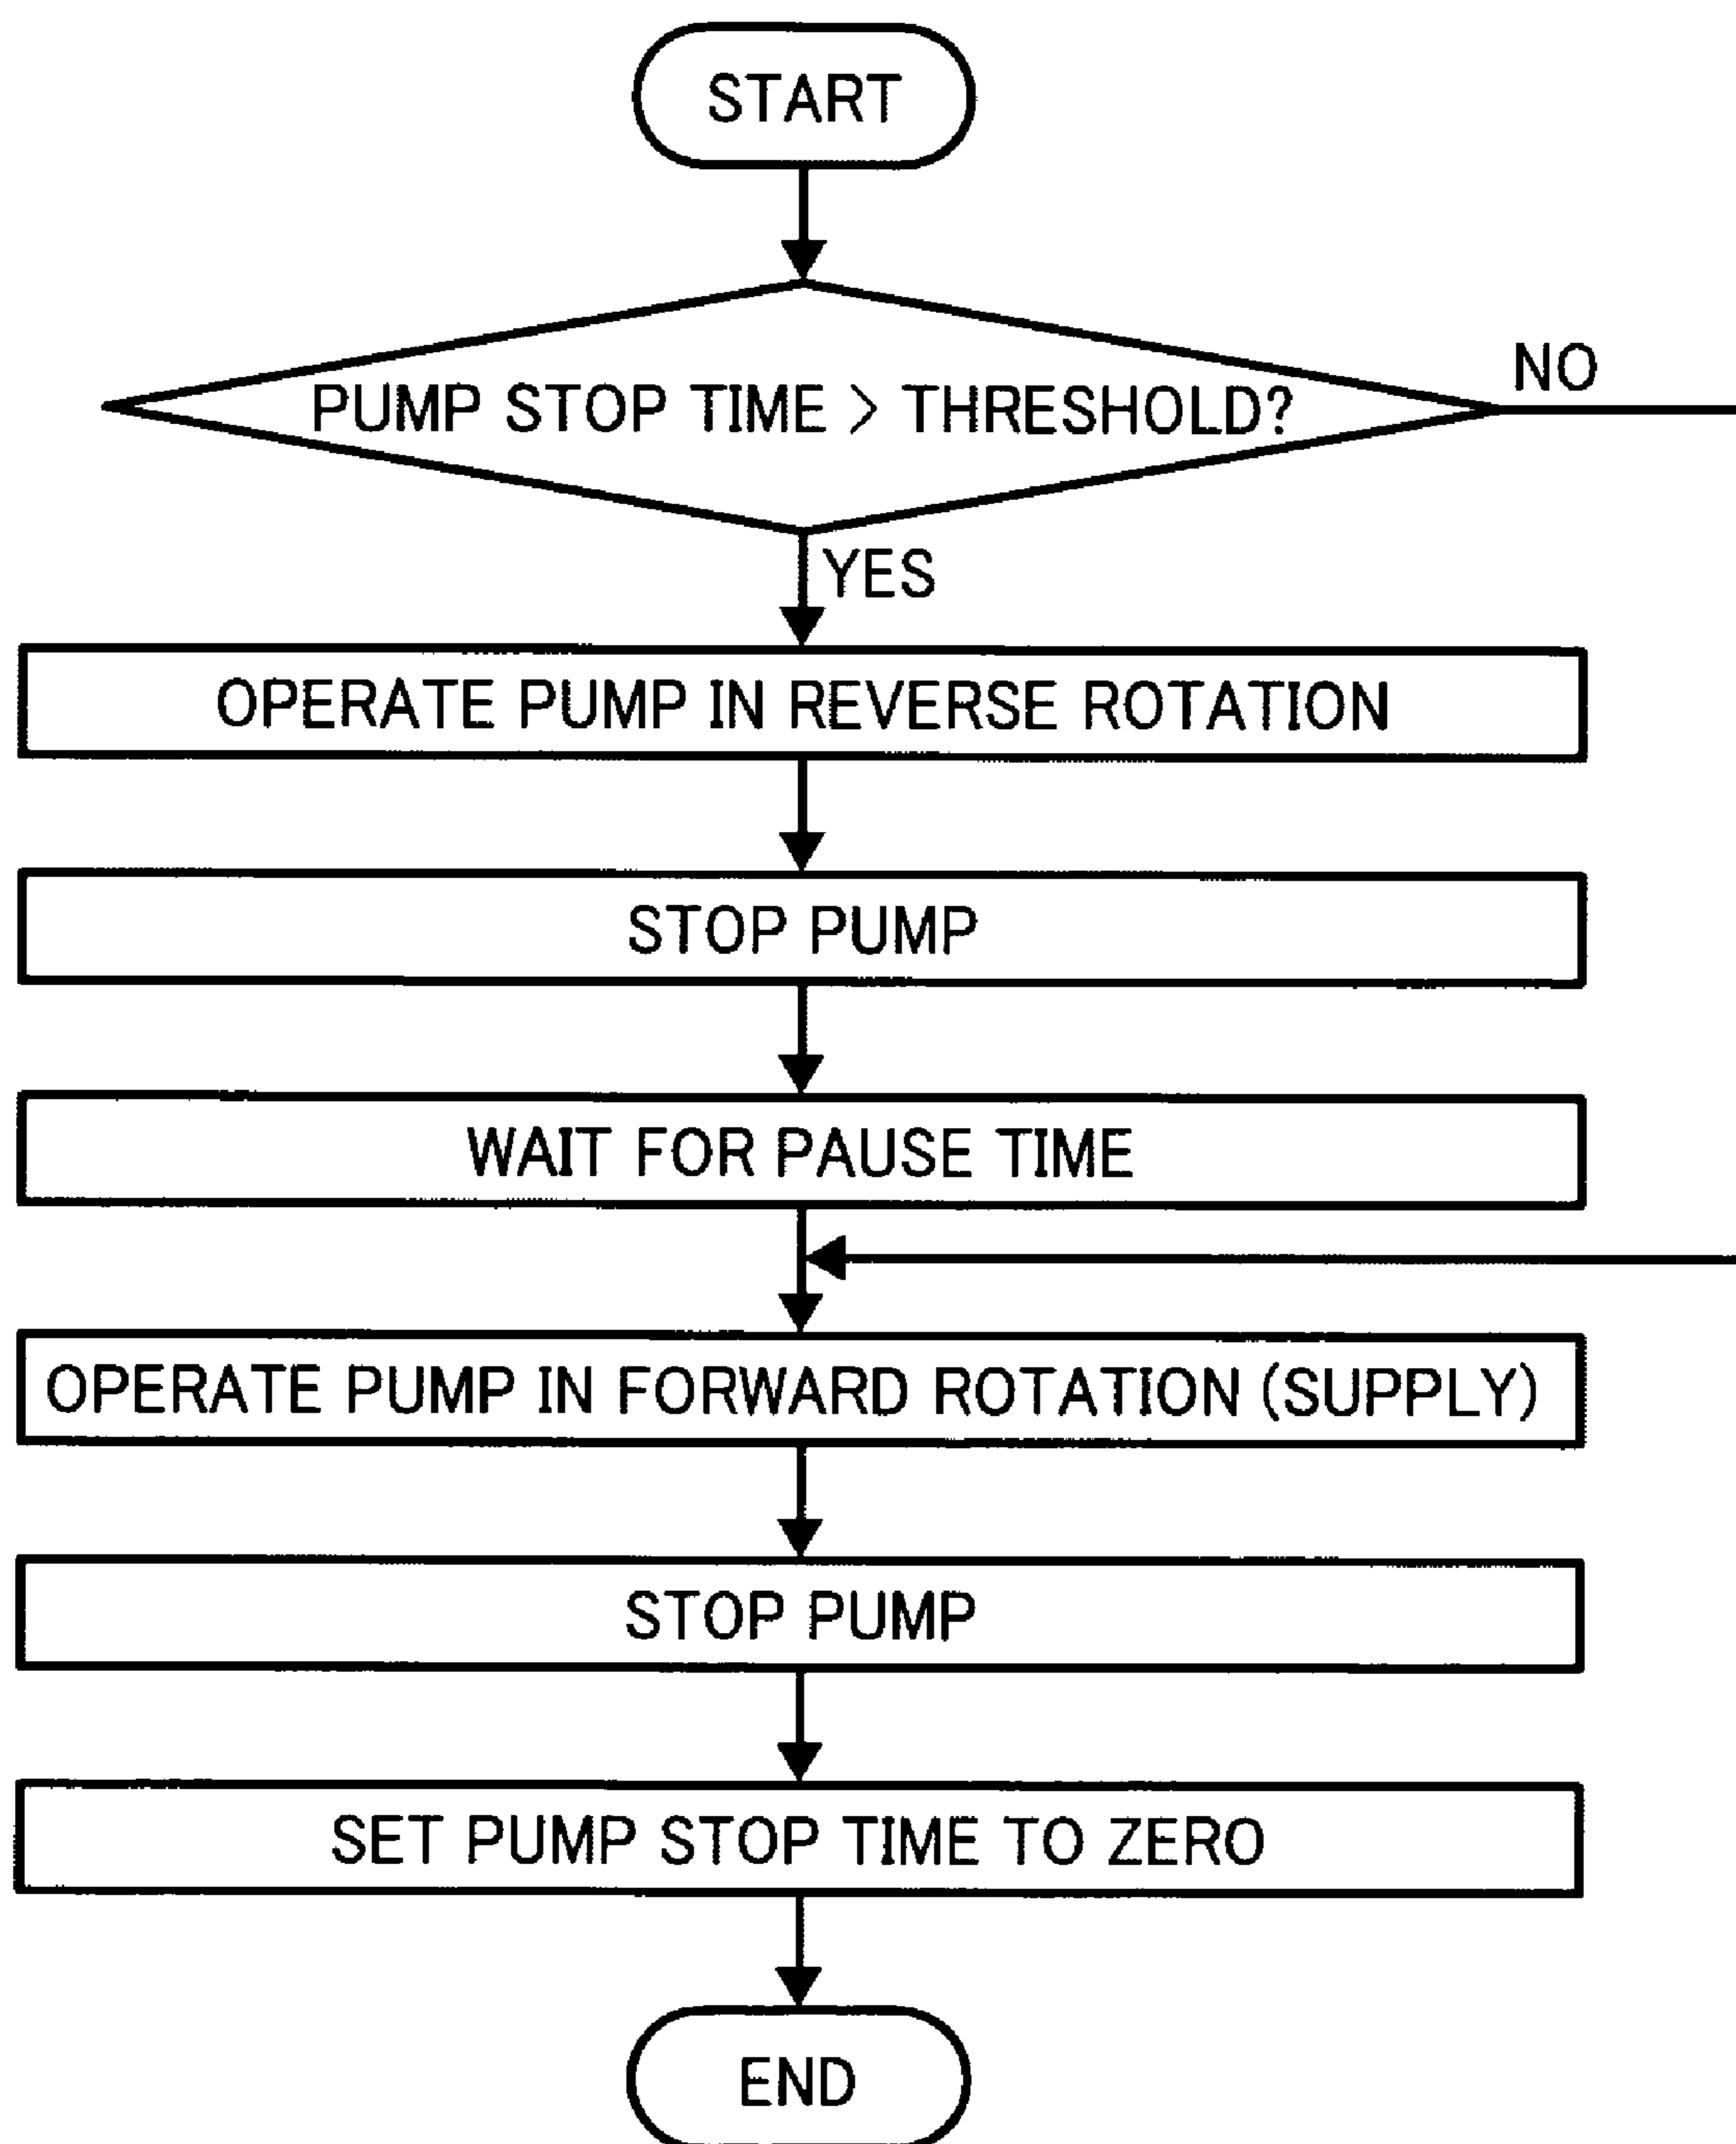 START
PUMP STOP TIME > THRESHOLD?
NO
YES
OPERATE PUMP IN REVERSE ROTATION
STOP PUMP
WAIT FOR PAUSE TIME
OPERATE PUMP IN FORWARD ROTATION (SUPPLY)
STOP PUMP
SET PUMP STOP TIME TO ZERO
END